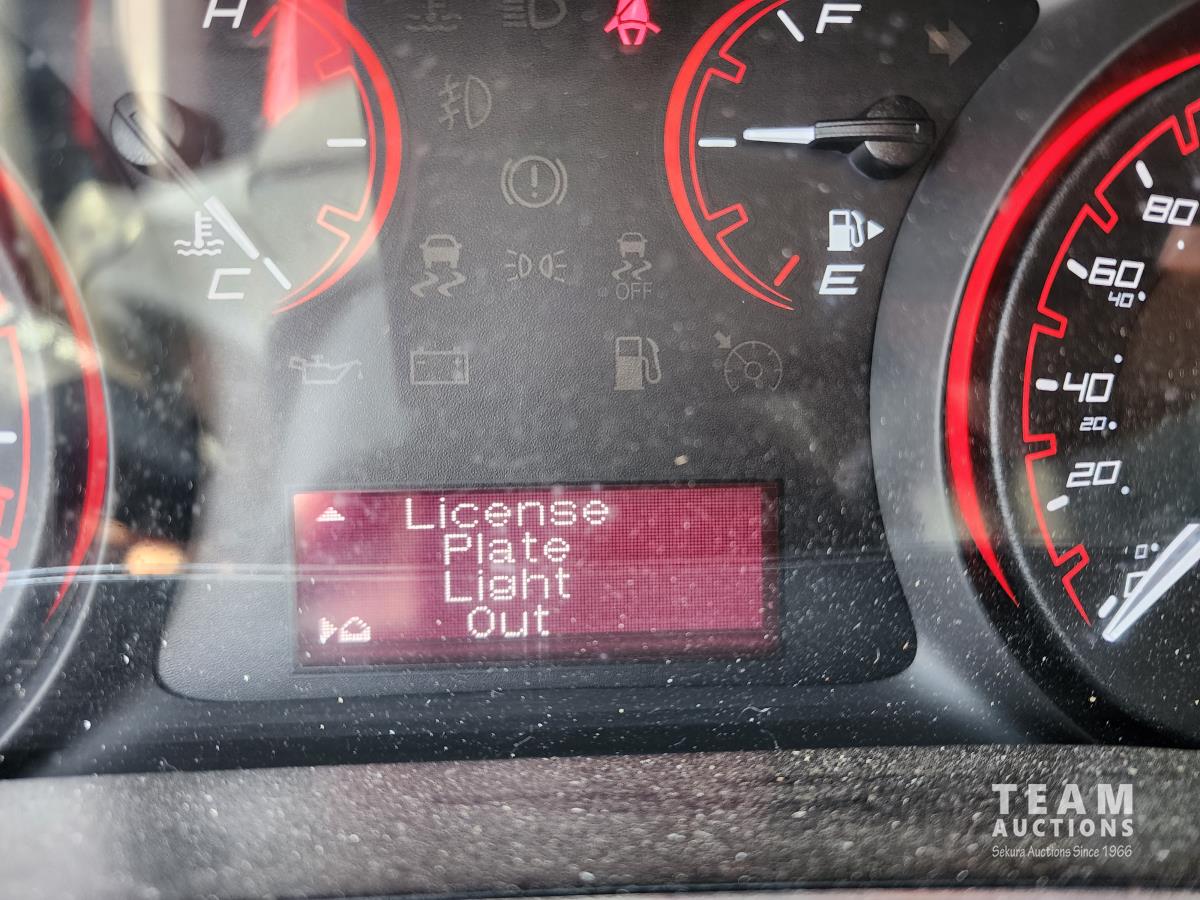 H
F
80
60
40
C
E
OFF
40
20
20
0
License
Plate
Light
Out
TEAM
AUCTIONS
Sekura Auctions Since 1966